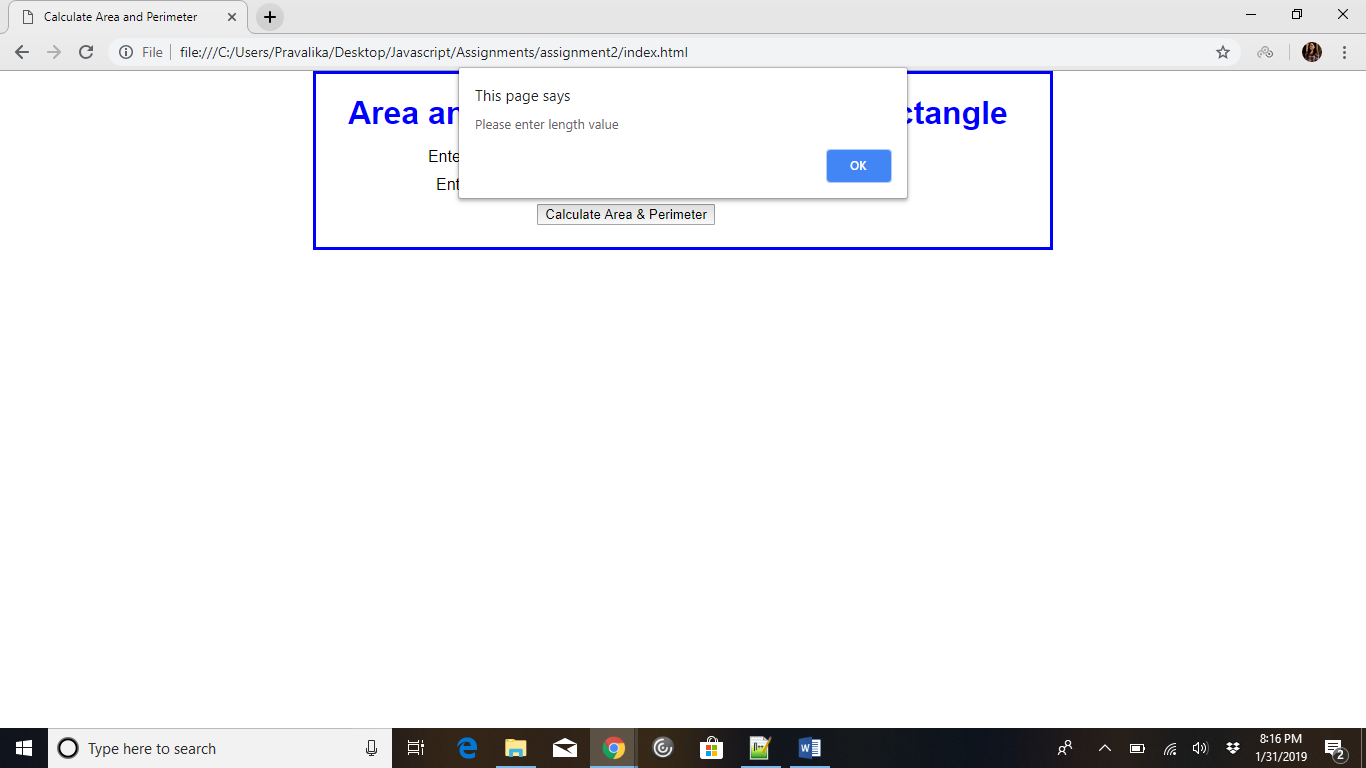 Calculate Area and Perimeter
File file:///C:/Users/Pravalika/Desktop/Javascript/Assignments/assignment2/index.html
This page says
Please enter length value
OK
Area an ctangle
Ente
Ent
Calculate Area & Perimeter
Type here to search
8:16 PM
1/31/2019
2